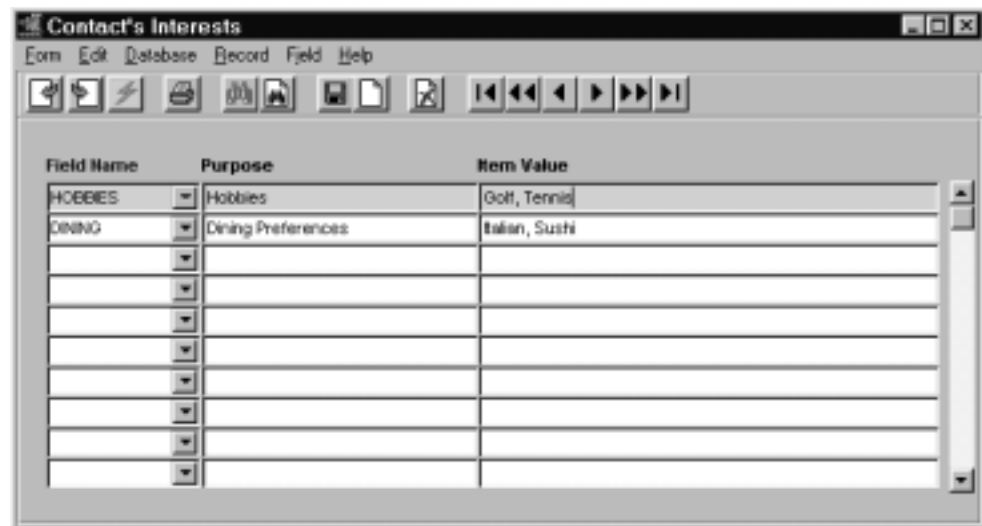 Contact's Interests
Form Edit Database Record Field Help
Field Name Purpose Item Value
HOBBIES Hobbies Golf, Tennis
DINING Dining Preferences Italian, Sushi